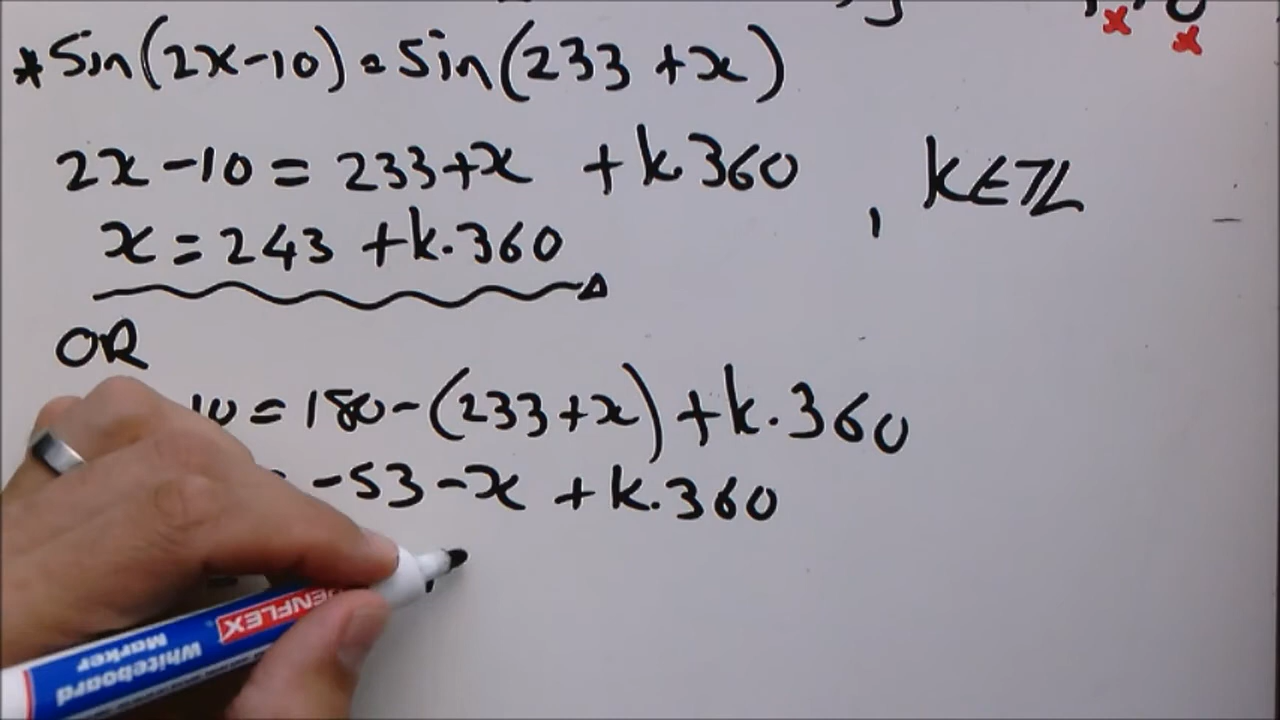 *Sin(2x-10) = Sin(233 +x)
2x-10 = 233+x +k.360
, k∈ℤ
x = 243 +k.360
OR
10 = 180-(233+x) +k.360
= -53-x +k.360
PENFLEX
Whiteboard
Marker